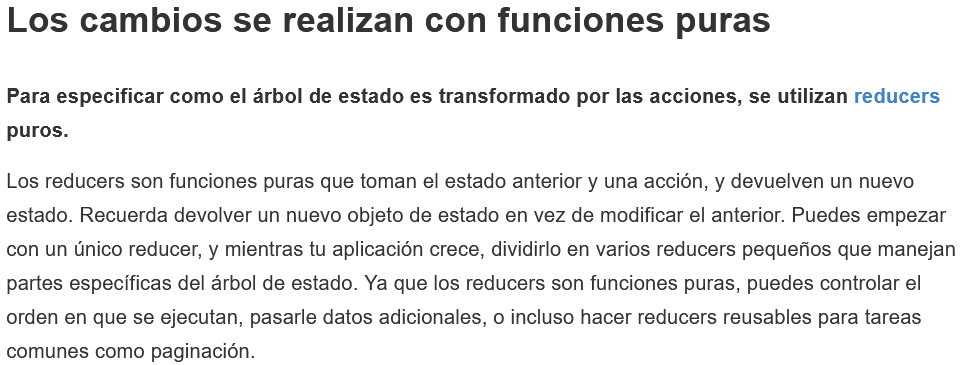 Los cambios se realizan con funciones puras
Para especificar como el árbol de estado es transformado por las acciones, se utilizan reducers
puros.
Los reducers son funciones puras que toman el estado anterior y una acción, y devuelven un nuevo
estado. Recuerda devolver un nuevo objeto de estado en vez de modificar el anterior. Puedes empezar
con un único reducer, y mientras tu aplicación crece, dividirlo en varios reducers pequeños que manejan
partes específicas del árbol de estado. Ya que los reducers son funciones puras, puedes controlar el
orden en que se ejecutan, pasarle datos adicionales, o incluso hacer reducers reusables para tareas
comunes como paginación.